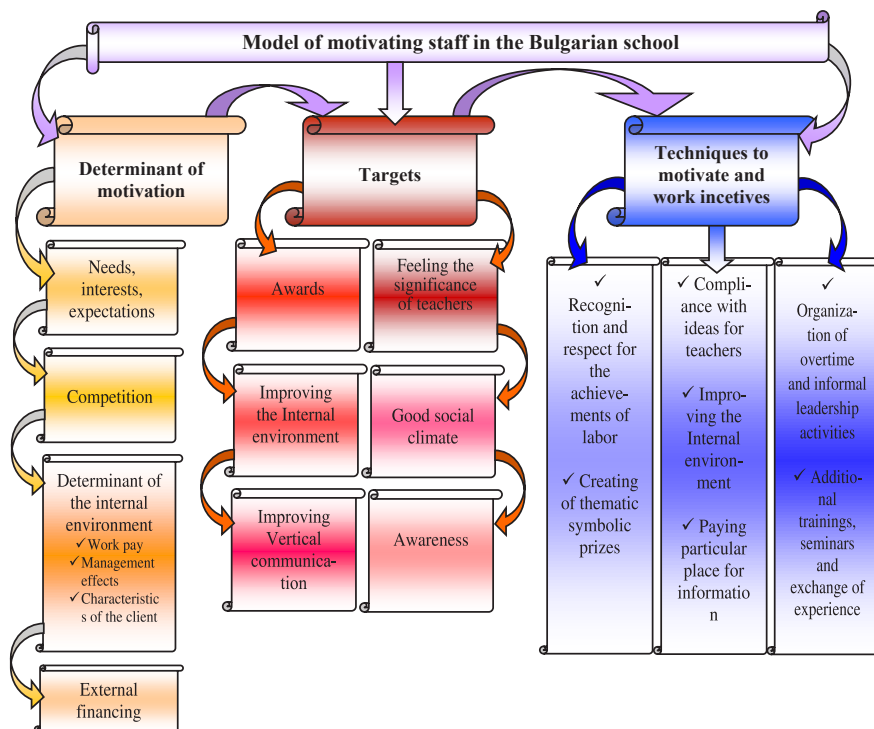 Model of motivating staff in the Bulgarian school
Determinant of
motivation
Targets
Techniques to
motivate and
work incetives
Needs,
interests,
expectations
Competition
Determinant of
the internal
environment
✓ Work pay
✓ Management
effects
✓ Characteristic
s of the client
External
financing
Awards
Improving
the Internal
environment
Improving
Vertical
communica-
tion
Feeling the
significance
of teachers
Good social
climate
Awareness
✓
Recogniti
on and
respect for
the
achievements
of labor
✓ Creating
of thematic
symbolic
prizes
✓ Compli-
ance with
ideas for
teachers
✓ Impro-
ving the
Internal
environ-
ment
✓ Paying
particular
place for
informatio
n
✓
Organiza
tion of
overtime
and informal
leadership
activities
✓ Additio
nal
trainings,
seminars
and
exchange of
experience